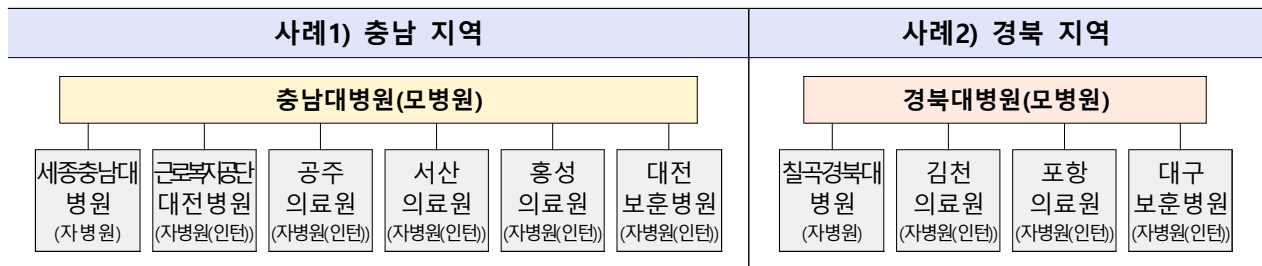 사례1) 충남 지역
사례2) 경북 지역
충남대병원(모병원)
경북대병원(모병원)
세종충남대
병원
(자병원)
근로복지공단
대전병원
(자병원(인턴))
공주
의료원
(자병원(인턴))
서산
의료원
(자병원(인턴))
홍성
의료원
(자병원(인턴))
대전
보훈병원
(자병원(인턴))
칠곡경북대
병원
(자병원)
김천
의료원
(자병원(인턴))
포항
의료원
(자병원(인턴))
대구
보훈병원
(자병원(인턴))